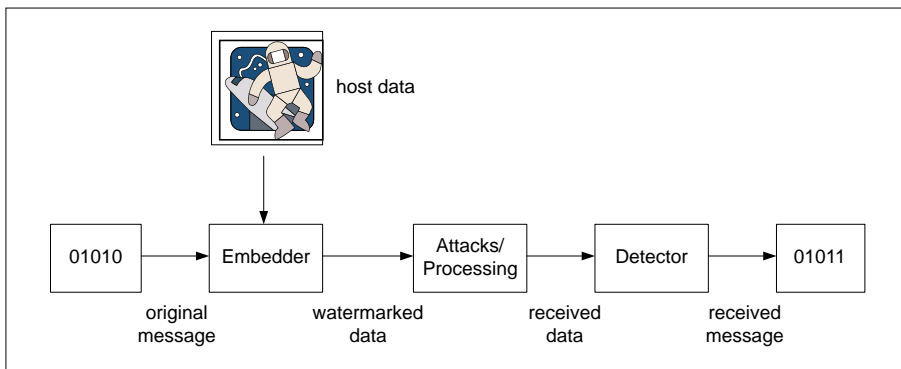 host data
01010
Embedder
Attacks/
Processing
Detector
01011
original
message
watermarked
data
received
data
received
message